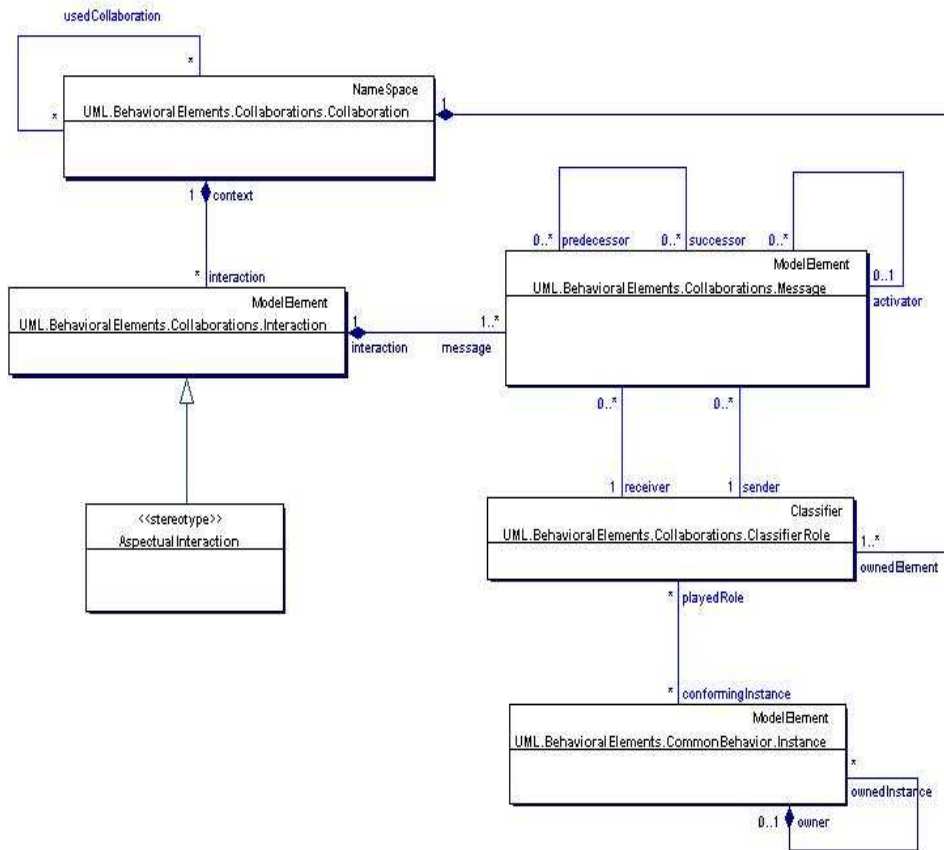 usedCollaboration
*
NameSpace
UML.BehavioralElements.Collaborations.Collaboration
1
*
1 context
0..* predecessor
0..* successor
0..*
* interaction
ModelElement
UML.BehavioralElements.Collaborations.Message
0..1
activator
ModelElement
UML.BehavioralElements.Collaborations.Interaction
1
interaction
1..*
message
0..*
0..*
1 receiver
1 sender
<<stereotype>>
AspectualInteraction
Classifier
UML.BehavioralElements.Collaborations.ClassifierRole
1..*
ownedElement
* playedRole
* conformingInstance
ModelElement
UML.BehavioralElements.CommonBehavior.Instance
*
ownedInstance
0..1 owner